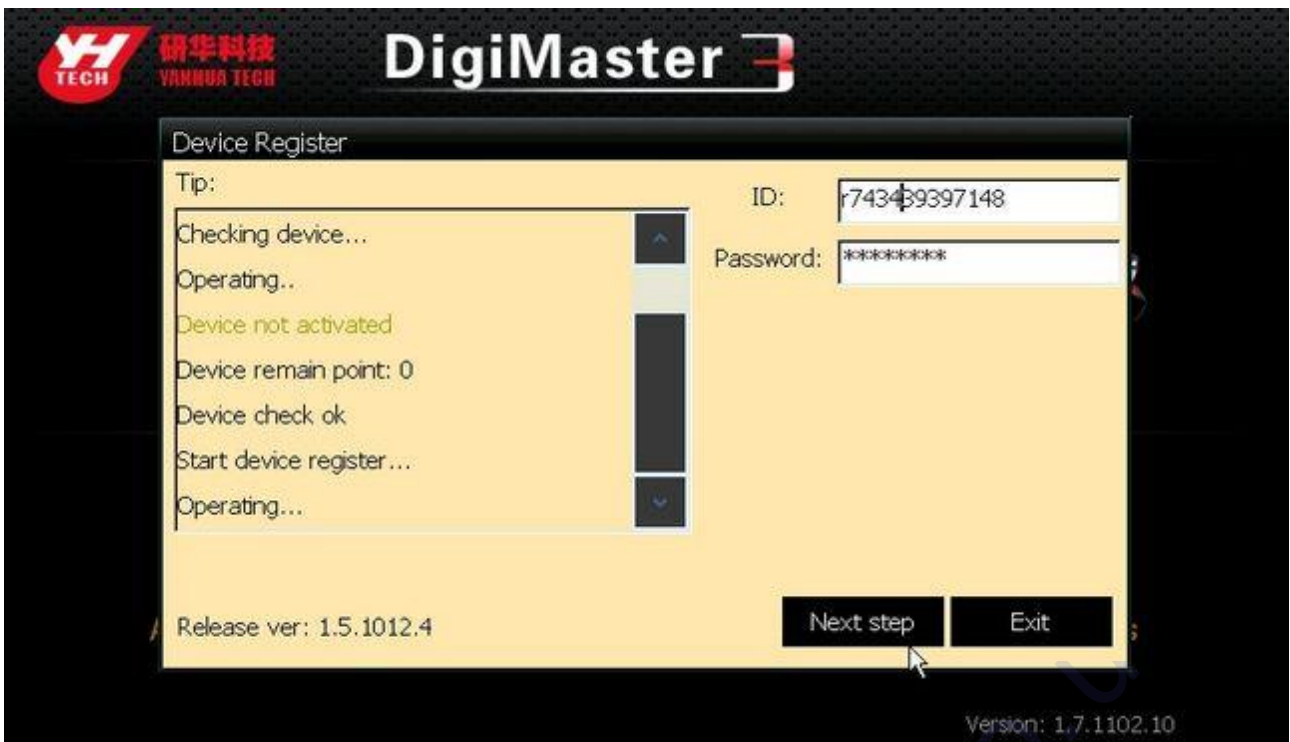 YH TECH
研华科技
YANHUA TECH
DigiMaster 3
Device Register
Tip:
Checking device...
Operating..
Device not activated
Device remain point: 0
Device check ok
Start device register...
Operating...
ID: r743439397148
Password: *********
Release ver: 1.5.1012.4
Next step
Exit
Version: 1.7.1102.10